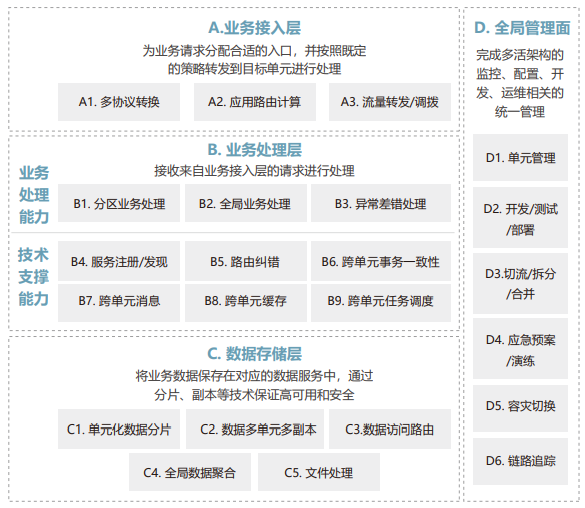 A.业务接入层
为业务请求分配合适的入口，并按照既定
的策略转发到目标单元进行处理
A1. 多协议转换
A2. 应用路由计算
A3. 流量转发/调拨
B. 业务处理层
接收来自业务接入层的请求进行处理
业务
处理
能力
B1. 分区业务处理
B2. 全局业务处理
B3. 异常差错处理
技术
支撑
能力
B4. 服务注册/发现
B5. 路由纠错
B6. 跨单元事务一致性
B7. 跨单元消息
B8. 跨单元缓存
B9. 跨单元任务调度
C. 数据存储层
将业务数据保存在对应的数据服务中，通过
分片、副本等技术保证高可用和安全
C1. 单元化数据分片
C2. 数据多单元多副本
C3.数据访问路由
C4. 全局数据聚合
C5. 文件处理
D. 全局管理面
完成多活架构的
监控、配置、开
发、运维相关的
统一管理
D1. 单元管理
D2. 开发/测试
/部署
D3.切流/拆分
/合并
D4. 应急预案
/演练
D5. 容灾切换
D6. 链路追踪